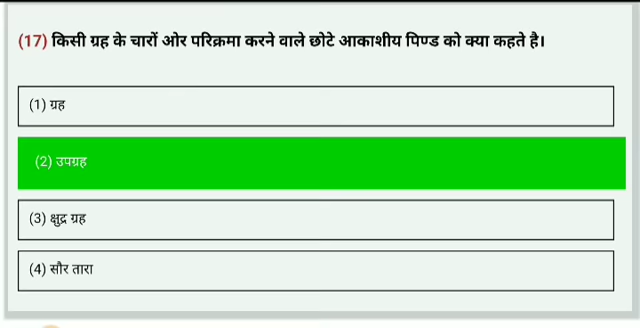 (17) किसी ग्रह के चारों ओर परिक्रमा करने वाले छोटे आकाशीय पिण्ड को क्या कहते है।
(1) ग्रह
(2) उपग्रह
(3) क्षुद्र ग्रह
(4) सौर तारा